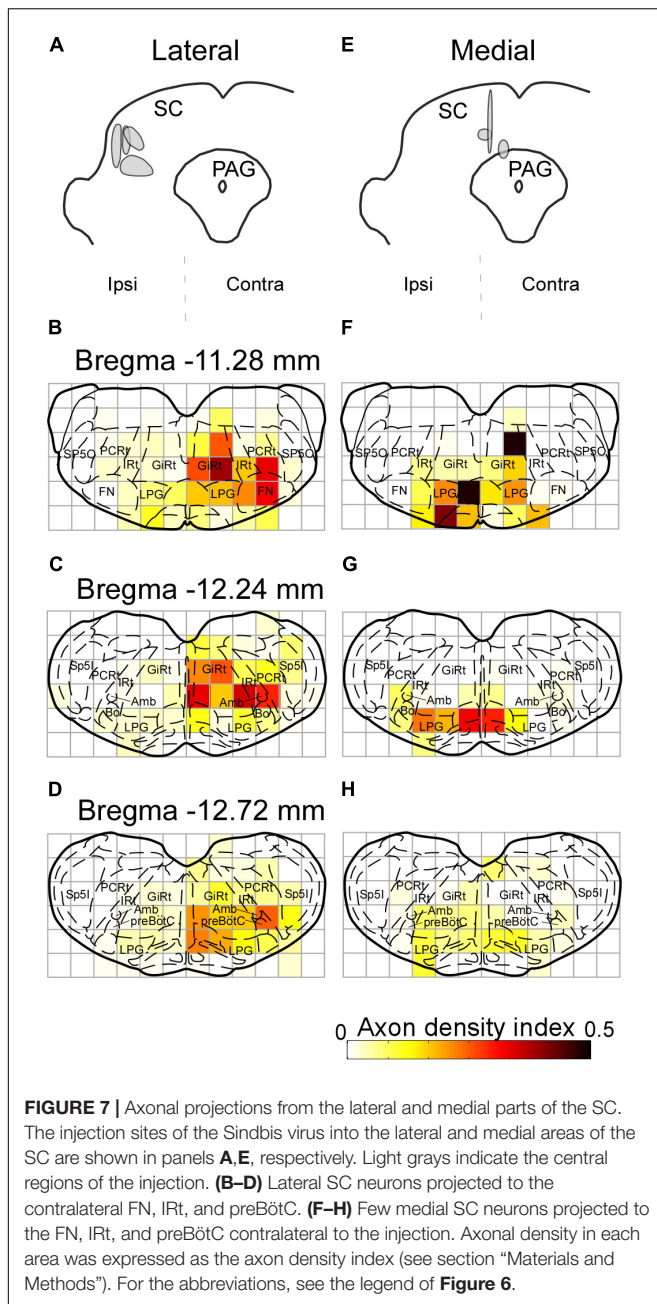 A Lateral
E Medial
SC
SC
PAG
PAG
Ipsi Contra
Ipsi Contra
B
F
Bregma -11.28 mm
SP5O PCRt IRt GiRt GiRt IRt PCRt SP5O
FN LPG LPG FN
PCRt IRt GiRt GiRt IRt PCRt SP5O
FN LPG LPG FN
C
G
Bregma -12.24 mm
Sp5I PCRt IRt GiRt GiRt IRt PCRt Sp5I
Amb Bo LPG Amb Bo LPG
Sp5I PCRt IRt GiRt GiRt IRt PCRt Sp5I
Bo Amb LPG Amb Bo LPG
D
H
Bregma -12.72 mm
Sp5I PCRt IRt GiRt GiRt IRt PCRt Sp5I
Amb preBötC Amb preBötC
LPG LPG
Sp5I PCRt IRt GiRt GiRt IRt PCRt Sp5I
Amb preBötC Amb preBötC
LPG LPG
0 Axon density index 0.5
FIGURE 7 | Axonal projections from the lateral and medial parts of the SC.
The injection sites of the Sindbis virus into the lateral and medial areas of the
SC are shown in panels A,E, respectively. Light grays indicate the central
regions of the injection. (B–D) Lateral SC neurons projected to the
contralateral FN, IRt, and preBötC. (F–H) Few medial SC neurons projected to
the FN, IRt, and preBötC contralateral to the injection. Axonal density in each
area was expressed as the axon density index (see section “Materials and
Methods”). For the abbreviations, see the legend of Figure 6.